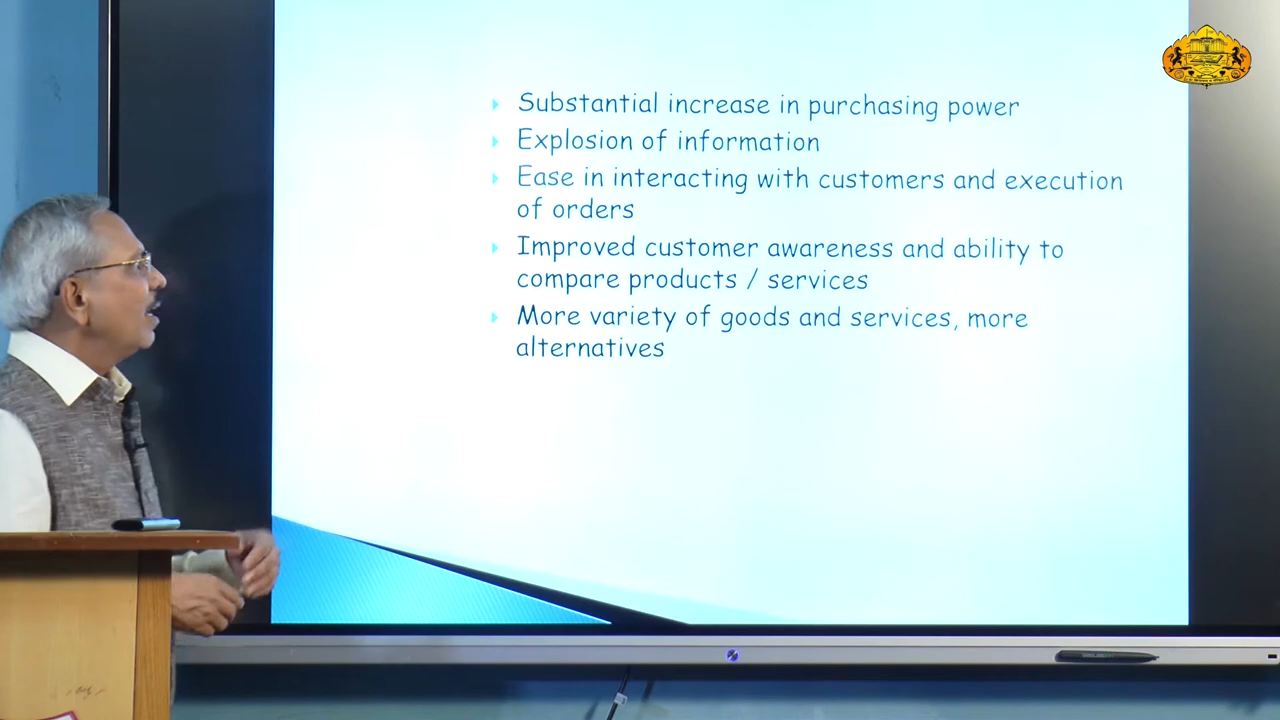 Substantial increase in purchasing power
Explosion of information
Ease in interacting with customers and execution
of orders
Improved customer awareness and ability to
compare products / services
More variety of goods and services, more
alternatives